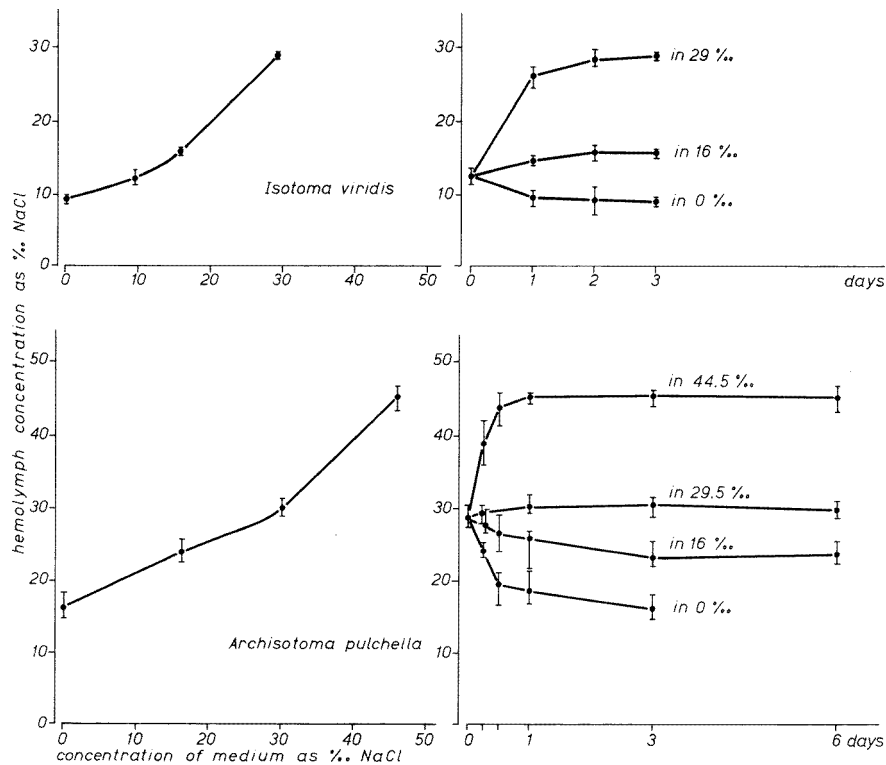 hemolymph concentration as ‰ NaCl
30
20
10
0
0 10 20 30 40 50
Isotoma viridis
30
20
10
0
0 1 2 3 days
in 29 ‰
in 16 ‰
in 0 ‰
50
40
30
20
10
0
0 10 20 30 40 50
Archisotoma pulchella
concentration of medium as ‰ NaCl
50
40
30
20
10
0 1 3 6 days
in 44.5 ‰
in 29.5 ‰
in 16 ‰
in 0 ‰